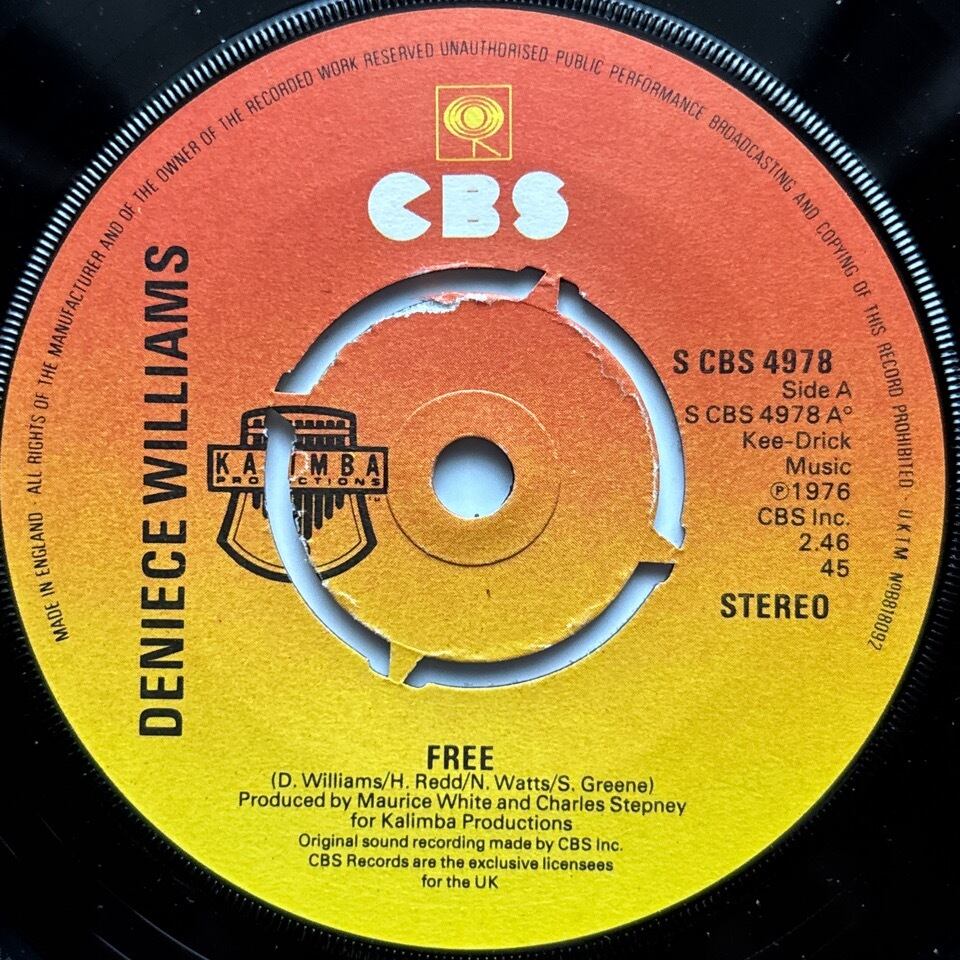 MADE IN ENGLAND ALL RIGHTS OF THE MANUFACTURER AND OF THE OWNER OF THE RECORDED WORK RESERVED UNAUTHORISED PUBLIC PERFORMANCE BROADCASTING AND COPYING OF THIS RECORD PROHIBITED · U.K.T.M. NºB818092
CBS
DENIECE WILLIAMS
KALIMBA
PRODUCTIONS
TM
S CBS 4978
Side A
S CBS 4978 A°
Kee-Drick
Music
℗1976
CBS Inc.
2.46
45
STEREO
FREE
(D. Williams/H. Redd/N. Watts/S. Greene)
Produced by Maurice White and Charles Stepney
for Kalimba Productions
Original sound recording made by CBS Inc.
CBS Records are the exclusive licensees
for the UK